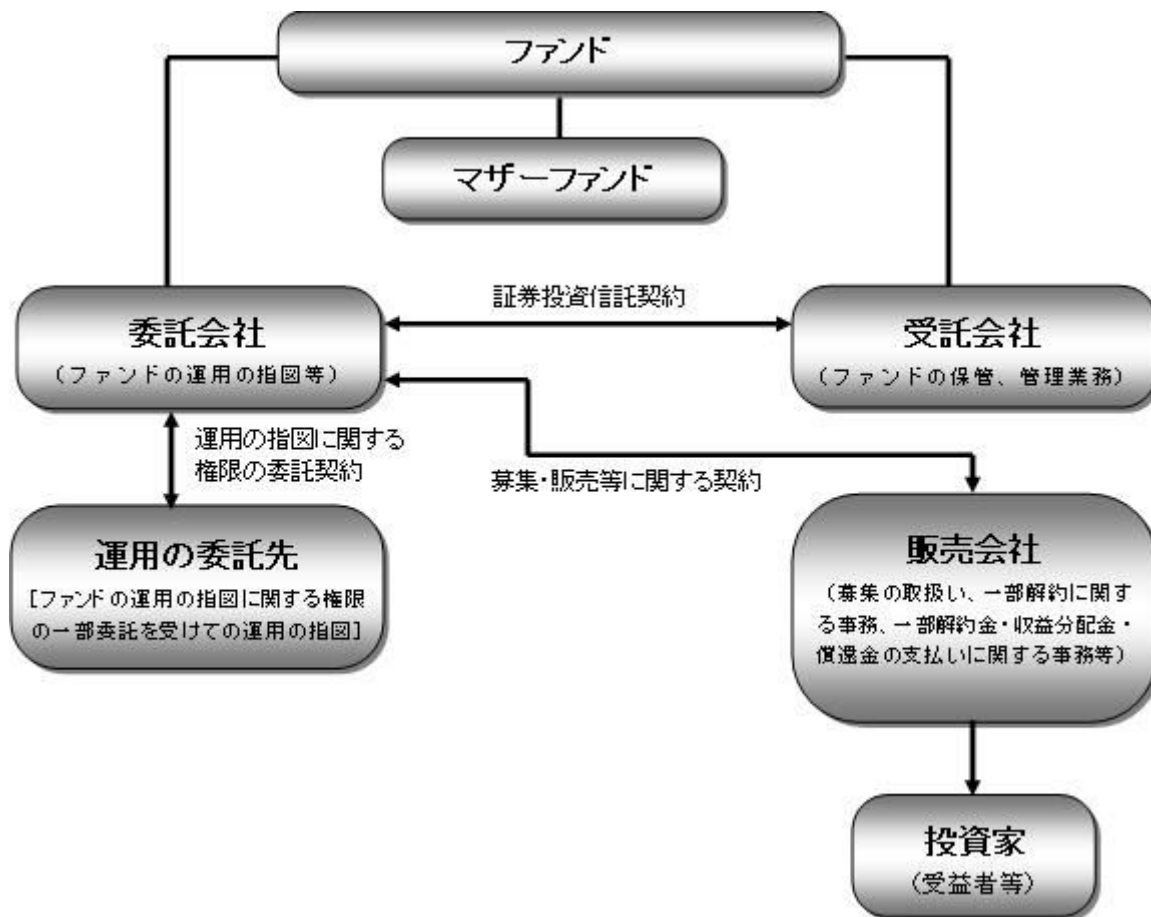 ファンド
マザーファンド
証券投資信託契約
委託会社
(ファンドの運用の指図等)
受託会社
(ファンドの保管、管理業務)
運用の指図に関する
権限の委託契約
募集・販売等に関する契約
運用の委託先
[ファンドの運用の指図に関する権限
の一部委託を受けての運用の指図]
販売会社
(募集の取扱い、一部解約に関す
る事務、一部解約金・収益分配金・
償還金の支払いに関する事務等)
投資家
(受益者等)